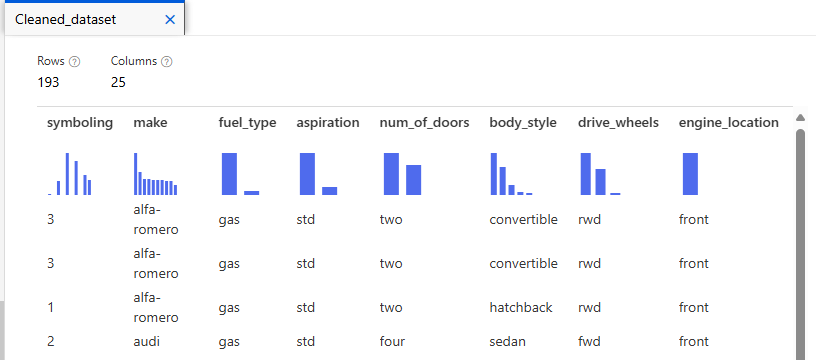 Cleaned_dataset ×
Rows ? Columns ?
193 25
symboling make fuel_type aspiration num_of_doors body_style drive_wheels engine_location
3 alfa-romero gas std two convertible rwd front
3 alfa-romero gas std two convertible rwd front
1 alfa-romero gas std two hatchback rwd front
2 audi gas std four sedan fwd front